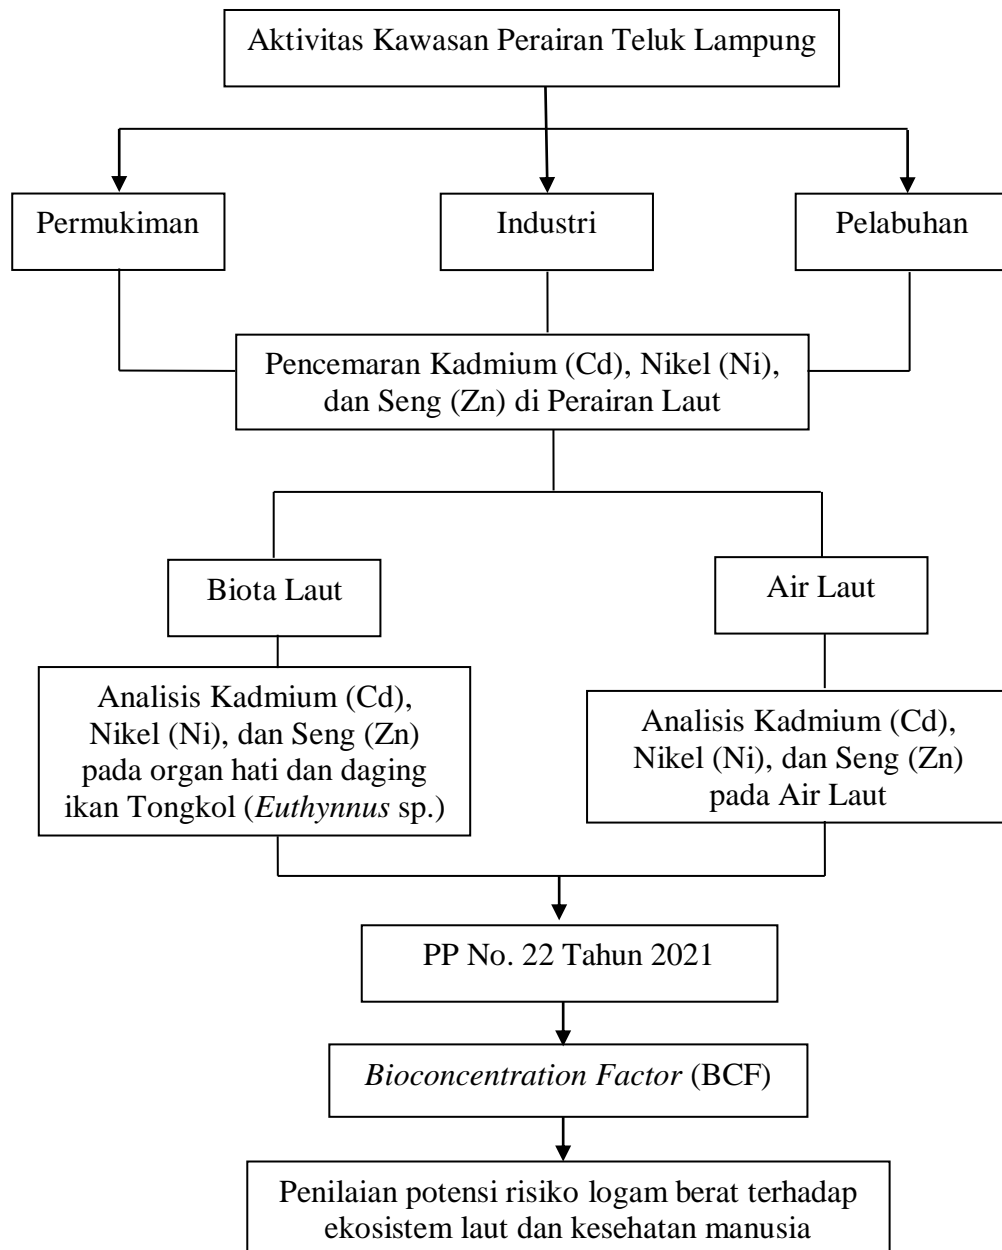 Aktivitas Kawasan Perairan Teluk Lampung
Permukiman
Industri
Pelabuhan
Pencemaran Kadmium (Cd), Nikel (Ni),
dan Seng (Zn) di Perairan Laut
Biota Laut
Air Laut
Analisis Kadmium (Cd),
Nikel (Ni), dan Seng (Zn)
pada organ hati dan daging
ikan Tongkol (Euthynnus sp.)
Analisis Kadmium (Cd),
Nikel (Ni), dan Seng (Zn)
pada Air Laut
PP No. 22 Tahun 2021
Bioconcentration Factor (BCF)
Penilaian potensi risiko logam berat terhadap
ekosistem laut dan kesehatan manusia